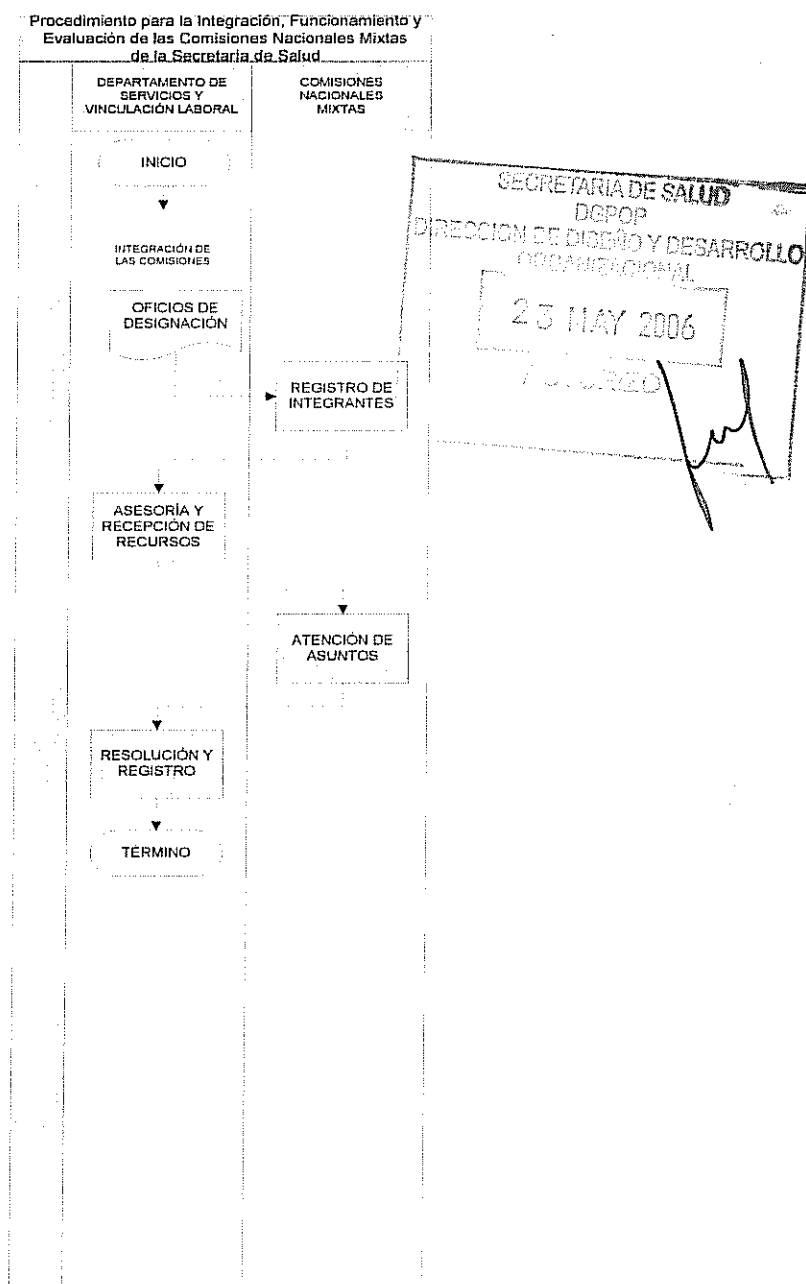 Procedimiento para la Integración, Funcionamiento y
Evaluación de las Comisiones Nacionales Mixtas
de la Secretaría de Salud
DEPARTAMENTO DE
SERVICIOS Y
VINCULACIÓN LABORAL
COMISIONES
NACIONALES
MIXTAS
INICIO
INTEGRACIÓN DE
LAS COMISIONES
OFICIOS DE
DESIGNACIÓN
REGISTRO DE
INTEGRANTES
ASESORÍA Y
RECEPCIÓN DE
RECURSOS
ATENCIÓN DE
ASUNTOS
RESOLUCIÓN Y
REGISTRO
TÉRMINO
SECRETARIA DE SALUD
DGPOP
DIRECCION DE DISEÑO Y DESARROLLO
ORGANIZACIONAL
23 MAY 2006